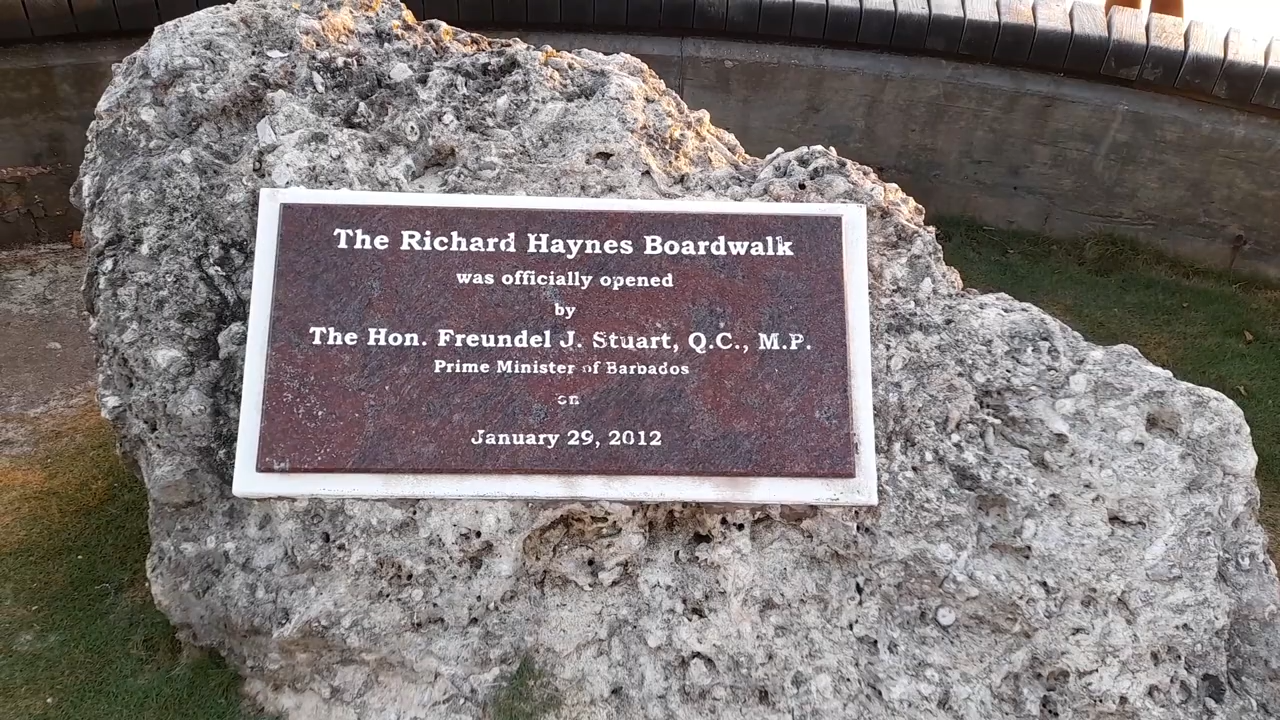 The Richard Haynes Boardwalk
was officially opened
by
The Hon. Freundel J. Stuart, Q.C., M.P.
Prime Minister of Barbados
on
January 29, 2012